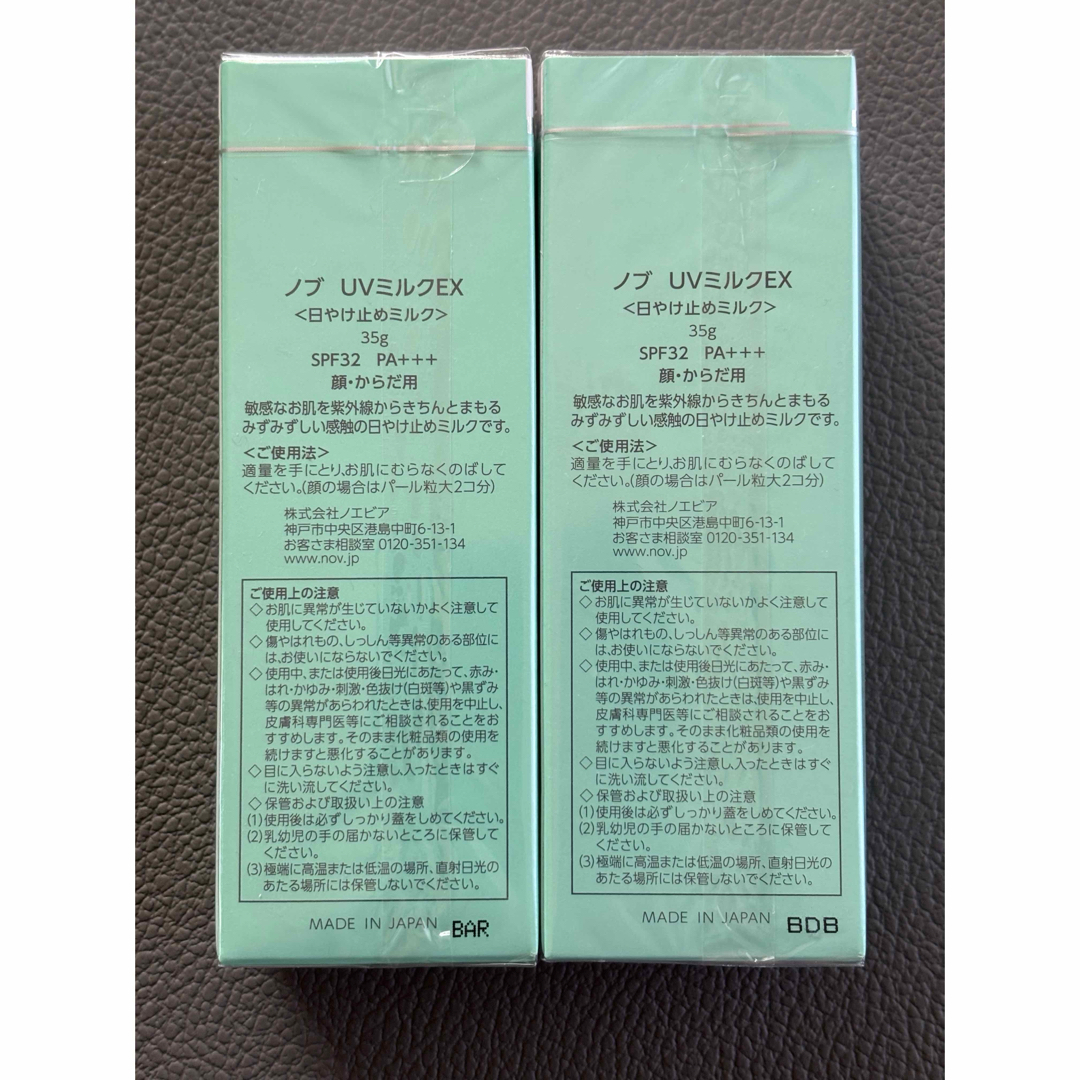 ノブ UVミルクEX
<日やけ止めミルク>
35g
SPF32 PA+++
顔・からだ用
敏感なお肌を紫外線からきちんとまもる
みずみずしい感触の日やけ止めミルクです。
<ご使用法>
適量を手にとり、お肌にむらなくのばして
ください。(顔の場合はパール粒大2コ分)
株式会社ノエビア
神戸市中央区港島中町6-13-1
お客さま相談室 0120-351-134
www.nov.jp
ご使用上の注意
◇お肌に異常が生じていないかよく注意して
使用してください。
◇傷やはれもの、しっしん等異常のある部位に
は、お使いにならないでください。
◇使用中、または使用後日光にあたって、赤み・
はれ・かゆみ・刺激・色抜け(白斑等)や黒ずみ
等の異常があらわれたときは、使用を中止し、
皮膚科専門医等にご相談されることをお
すすめします。そのまま化粧品類の使用を
続けますと悪化することがあります。
◇目に入らないよう注意し、入ったときはすぐ
に洗い流してください。
◇保管および取扱い上の注意
(1)使用後は必ずしっかり蓋をしめてください。
(2)乳幼児の手の届かないところに保管して
ください。
(3)極端に高温または低温の場所、直射日光の
あたる場所には保管しないでください。
MADE IN JAPAN BAR
ノブ UVミルクEX
<日やけ止めミルク>
35g
SPF32 PA+++
顔・からだ用
敏感なお肌を紫外線からきちんとまもる
みずみずしい感触の日やけ止めミルクです。
<ご使用法>
適量を手にとり、お肌にむらなくのばして
ください。(顔の場合はパール粒大2コ分)
株式会社ノエビア
神戸市中央区港島中町6-13-1
お客さま相談室 0120-351-134
www.nov.jp
ご使用上の注意
◇お肌に異常が生じていないかよく注意して
使用してください。
◇傷やはれもの、しっしん等異常のある部位に
は、お使いにならないでください。
◇使用中、または使用後日光にあたって、赤み・
はれ・かゆみ・刺激・色抜け(白斑等)や黒ずみ
等の異常があらわれたときは、使用を中止し、
皮膚科専門医等にご相談されることをお
すすめします。そのまま化粧品類の使用を
続けますと悪化することがあります。
◇目に入らないよう注意し、入ったときはすぐ
に洗い流してください。
◇保管および取扱い上の注意
(1)使用後は必ずしっかり蓋をしめてください。
(2)乳幼児の手の届かないところに保管して
ください。
(3)極端に高温または低温の場所、直射日光の
あたる場所には保管しないでください。
MADE IN JAPAN BDB